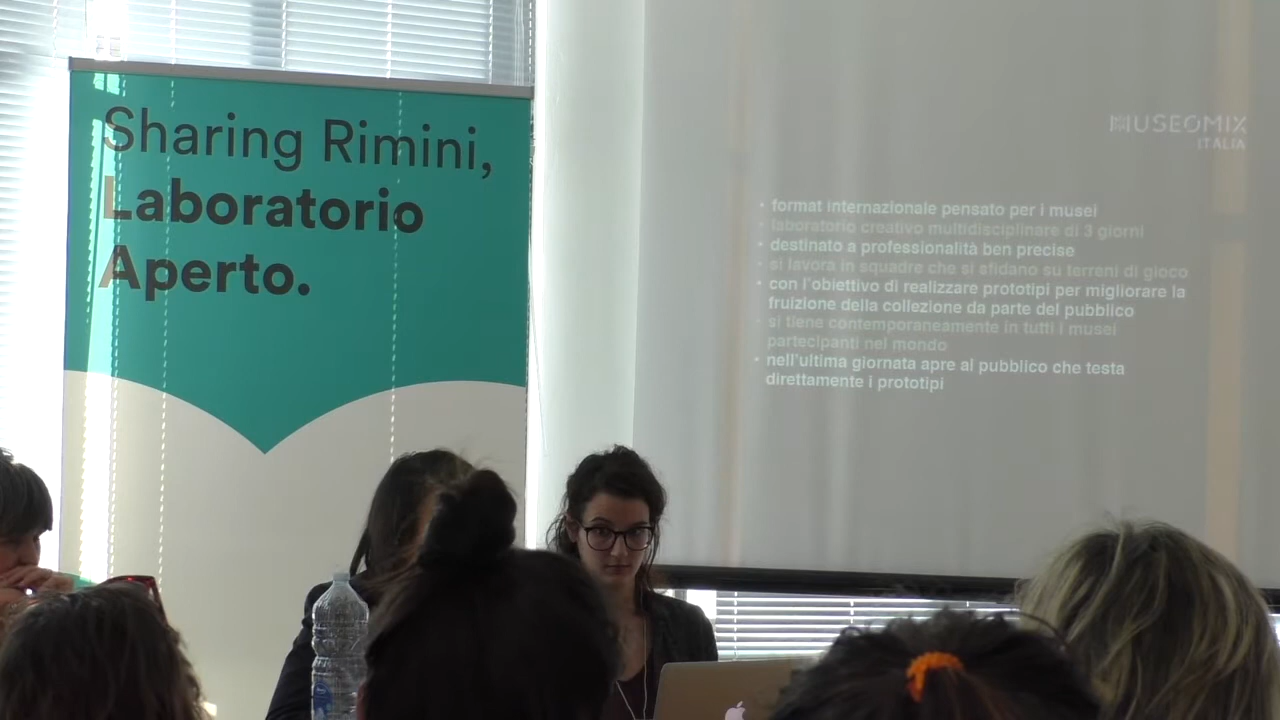 Sharing Rimini,
Laboratorio
Aperto.
MUSEOMIX
ITALIA
• format internazionale pensato per i musei
• laboratorio creativo multidisciplinare di 3 giorni
• destinato a professionalità ben precise
• si lavora in squadre che si sfidano su terreni di gioco
• con l'obiettivo di realizzare prototipi per migliorare la
fruizione della collezione da parte del pubblico
• si tiene contemporaneamente in tutti i musei
partecipanti nel mondo
• nell'ultima giornata apre al pubblico che testa
direttamente i prototipi